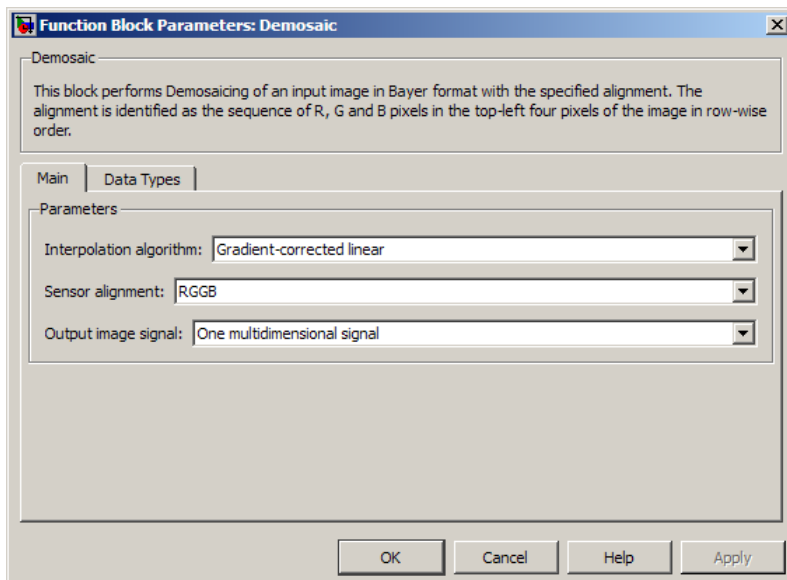 Function Block Parameters: Demosaic
Demosaic
This block performs Demosaicing of an input image in Bayer format with the specified alignment. The
alignment is identified as the sequence of R, G and B pixels in the top-left four pixels of the image in row-wise
order.
Main Data Types
Parameters
Interpolation algorithm: Gradient-corrected linear
Sensor alignment: RGGB
Output image signal: One multidimensional signal
OK Cancel Help Apply